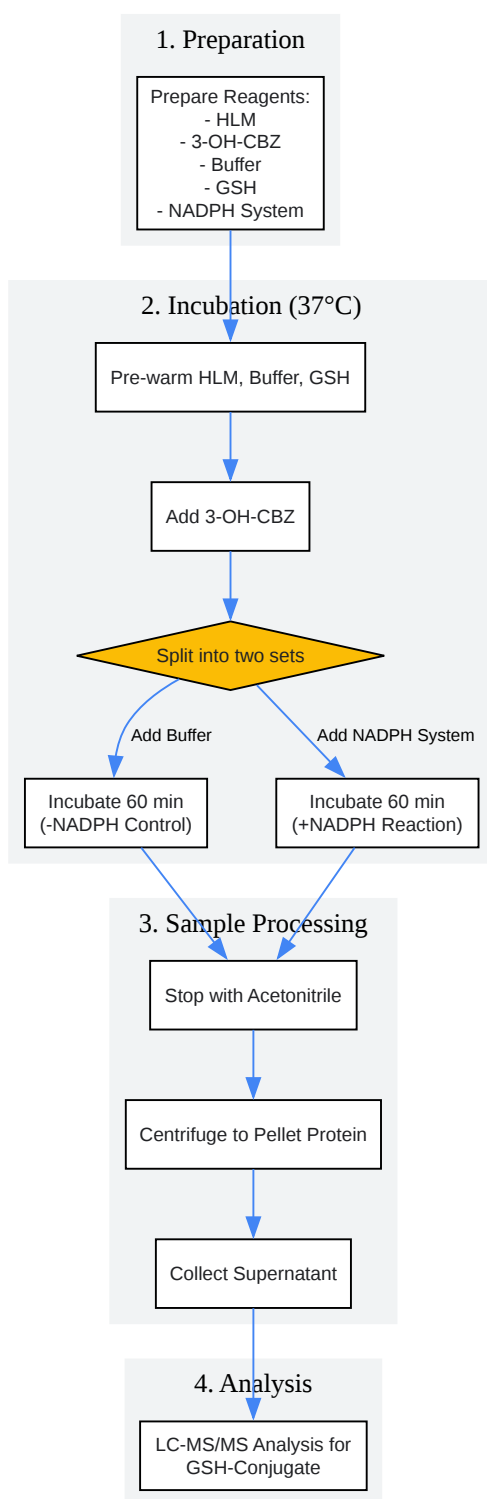 1. Preparation
Prepare Reagents:
- HLM
- 3-OH-CBZ
- Buffer
- GSH
- NADPH System
2. Incubation (37°C)
Pre-warm HLM, Buffer, GSH
Add 3-OH-CBZ
Split into two sets
Add Buffer
Add NADPH System
Incubate 60 min
(-NADPH Control)
Incubate 60 min
(+NADPH Reaction)
3. Sample Processing
Stop with Acetonitrile
Centrifuge to Pellet Protein
Collect Supernatant
4. Analysis
LC-MS/MS Analysis for
GSH-Conjugate